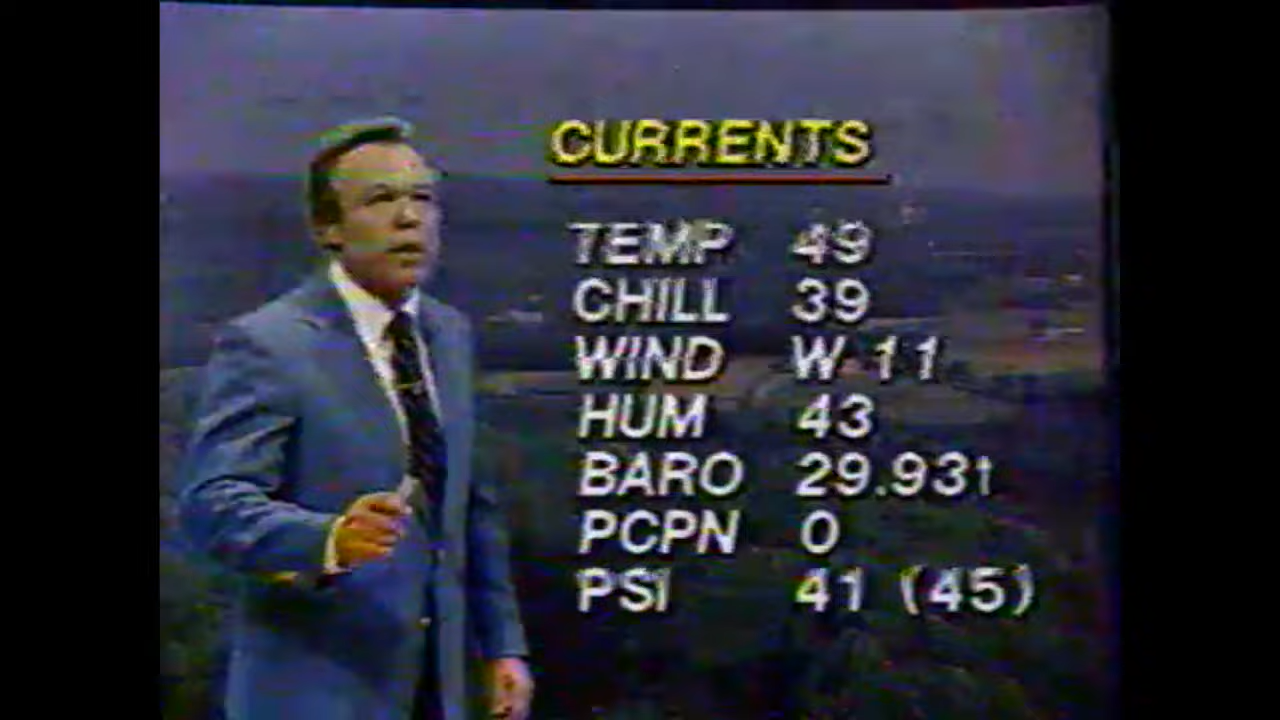 CURRENTS
TEMP 49
CHILL 39
WIND W 11
HUM 43
BARO 29.93↑
PCPN 0
PSI 41 (45)